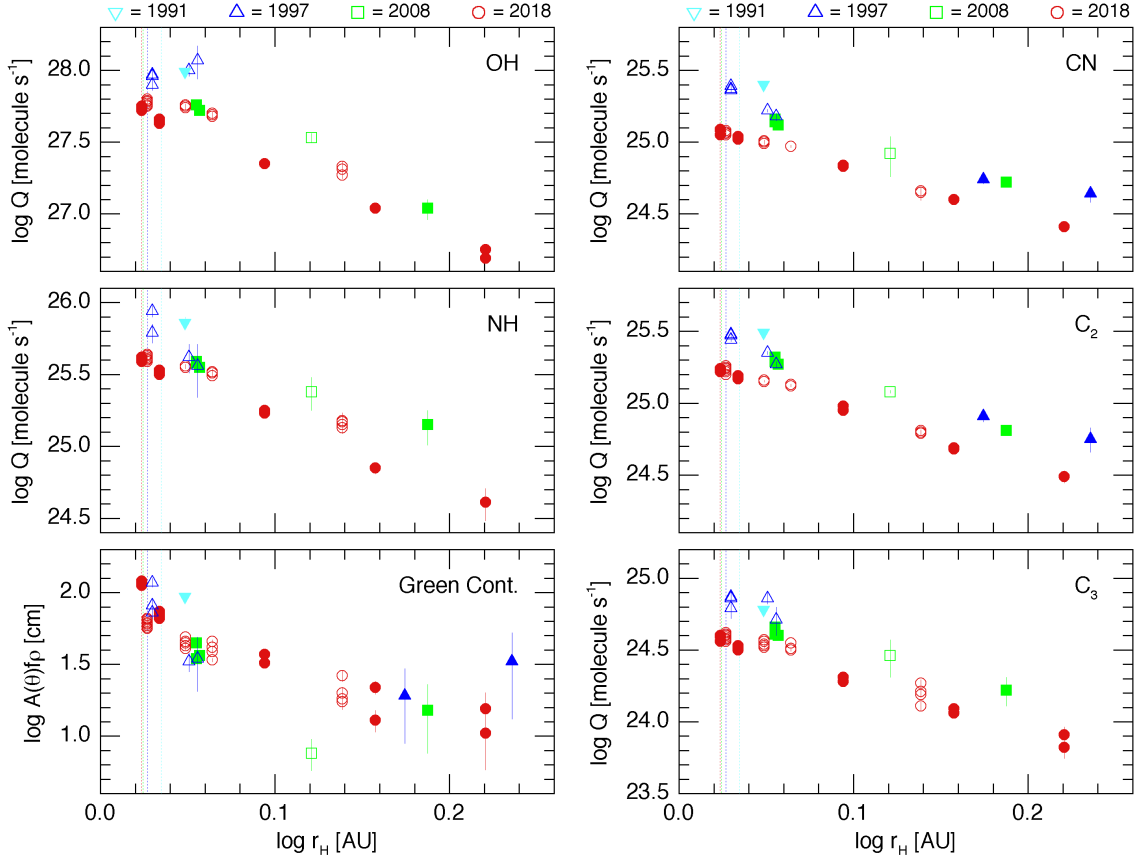 = 1991 = 1997 = 2008 = 2018
= 1991 = 1997 = 2008 = 2018
OH
28.0
27.5
27.0
log Q [molecule s⁻¹]
CN
25.5
25.0
24.5
log Q [molecule s⁻¹]
NH
26.0
25.5
25.0
24.5
log Q [molecule s⁻¹]
C₂
25.5
25.0
24.5
log Q [molecule s⁻¹]
Green Cont.
2.0
1.5
1.0
log A(θ)fρ [cm]
0.0 0.1 0.2
log r_H [AU]
C₃
25.0
24.5
24.0
23.5
log Q [molecule s⁻¹]
0.0 0.1 0.2
log r_H [AU]